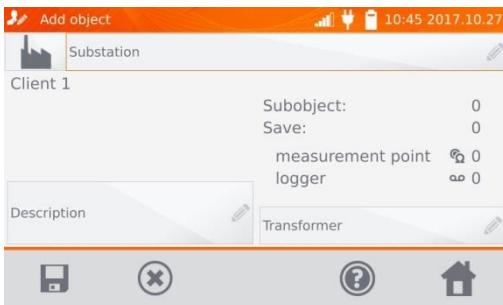 Add object
10:45 2017.10.27
Substation
Client 1
Subobject: 0
Save: 0
measurement point 0
logger 0
Description
Transformer
?